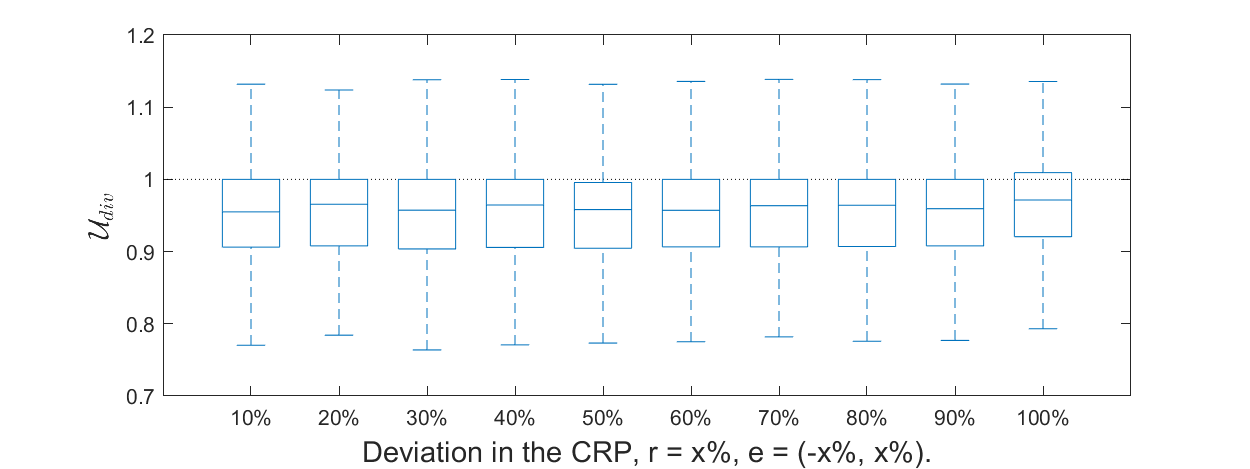 1.2
1.1
1
0.9
0.8
0.7
𝒰div
10% 20% 30% 40% 50% 60% 70% 80% 90% 100%
Deviation in the CRP, r = x%, e = (-x%, x%).